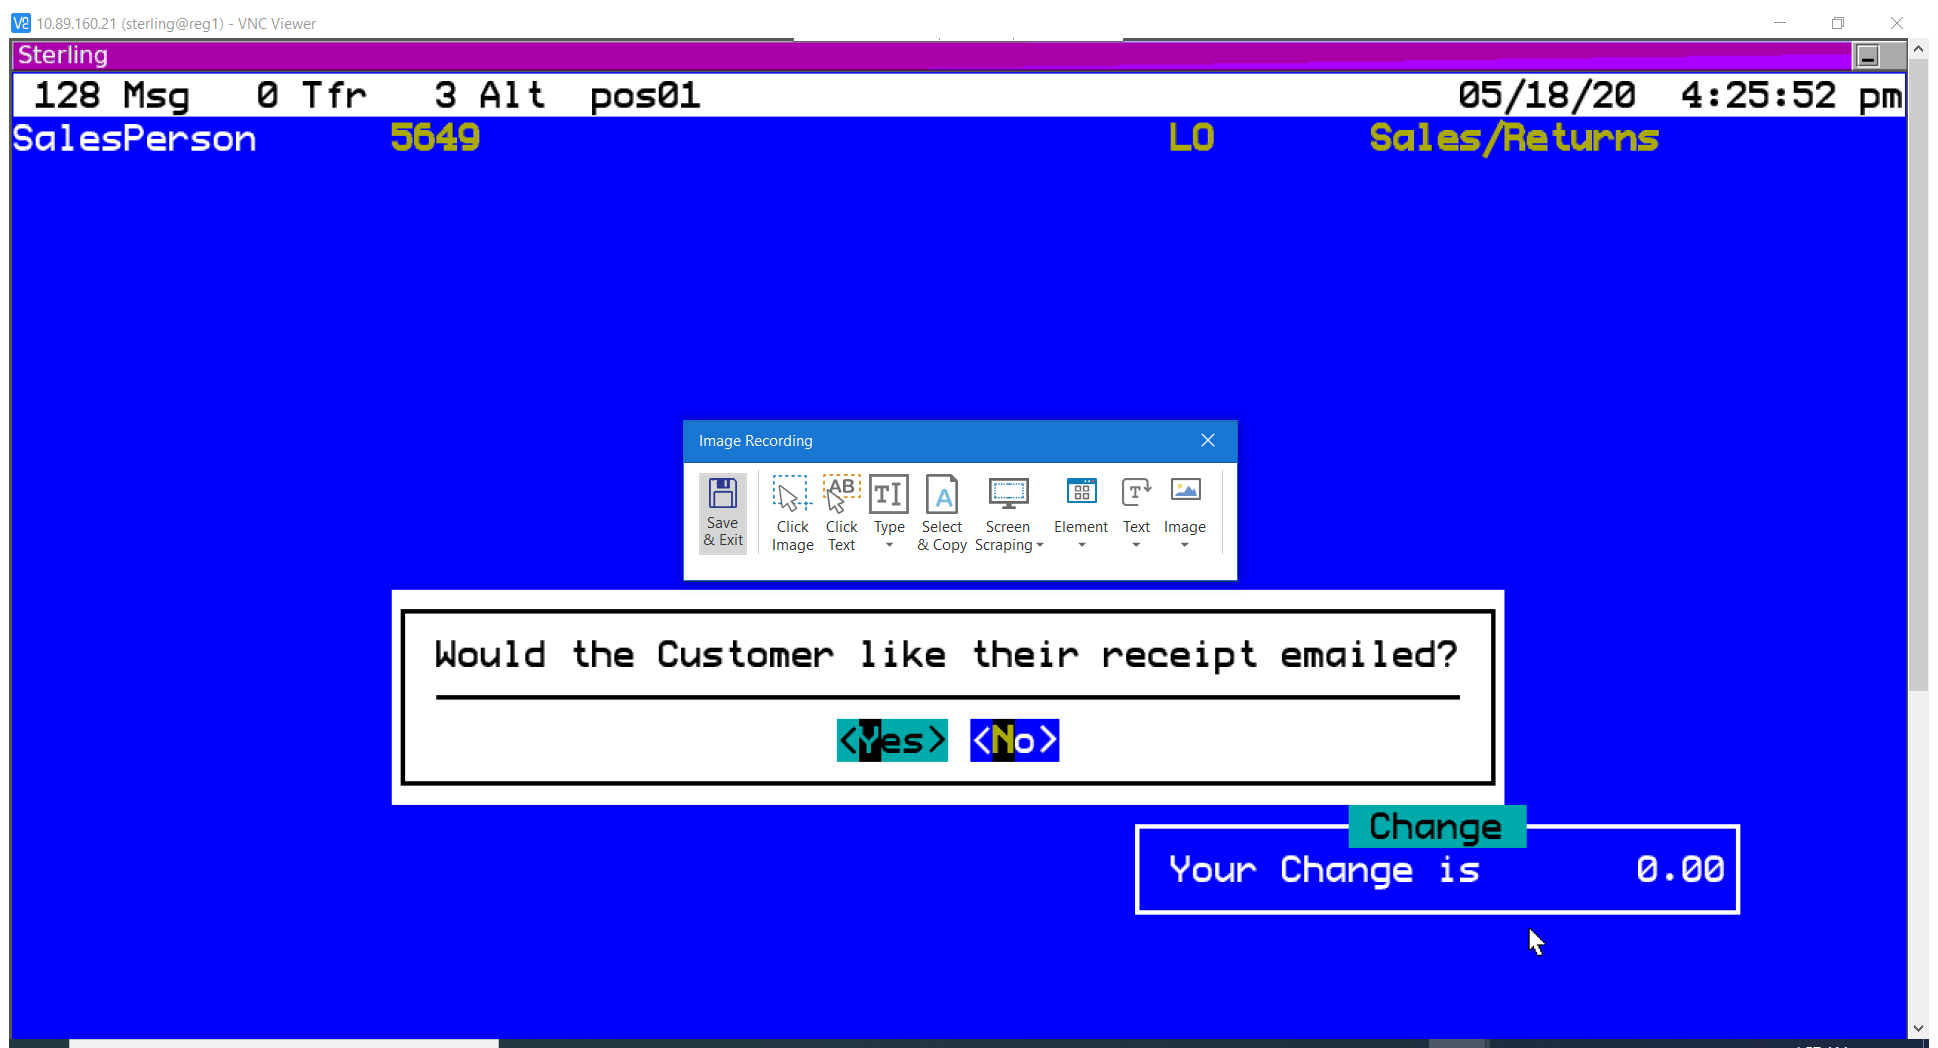 10.89.160.21 (sterling@reg1) - VNC Viewer
Sterling
128 Msg 0 Tfr 3 Alt pos01 05/18/20 4:25:52 pm
SalesPerson 5649 LO Sales/Returns
Image Recording
Save & Exit
Click Image
Click Text
Type
Select & Copy
Screen Scraping
Element
Text
Image
Would the Customer like their receipt emailed?
<Yes> <No>
Change
Your Change is 0.00